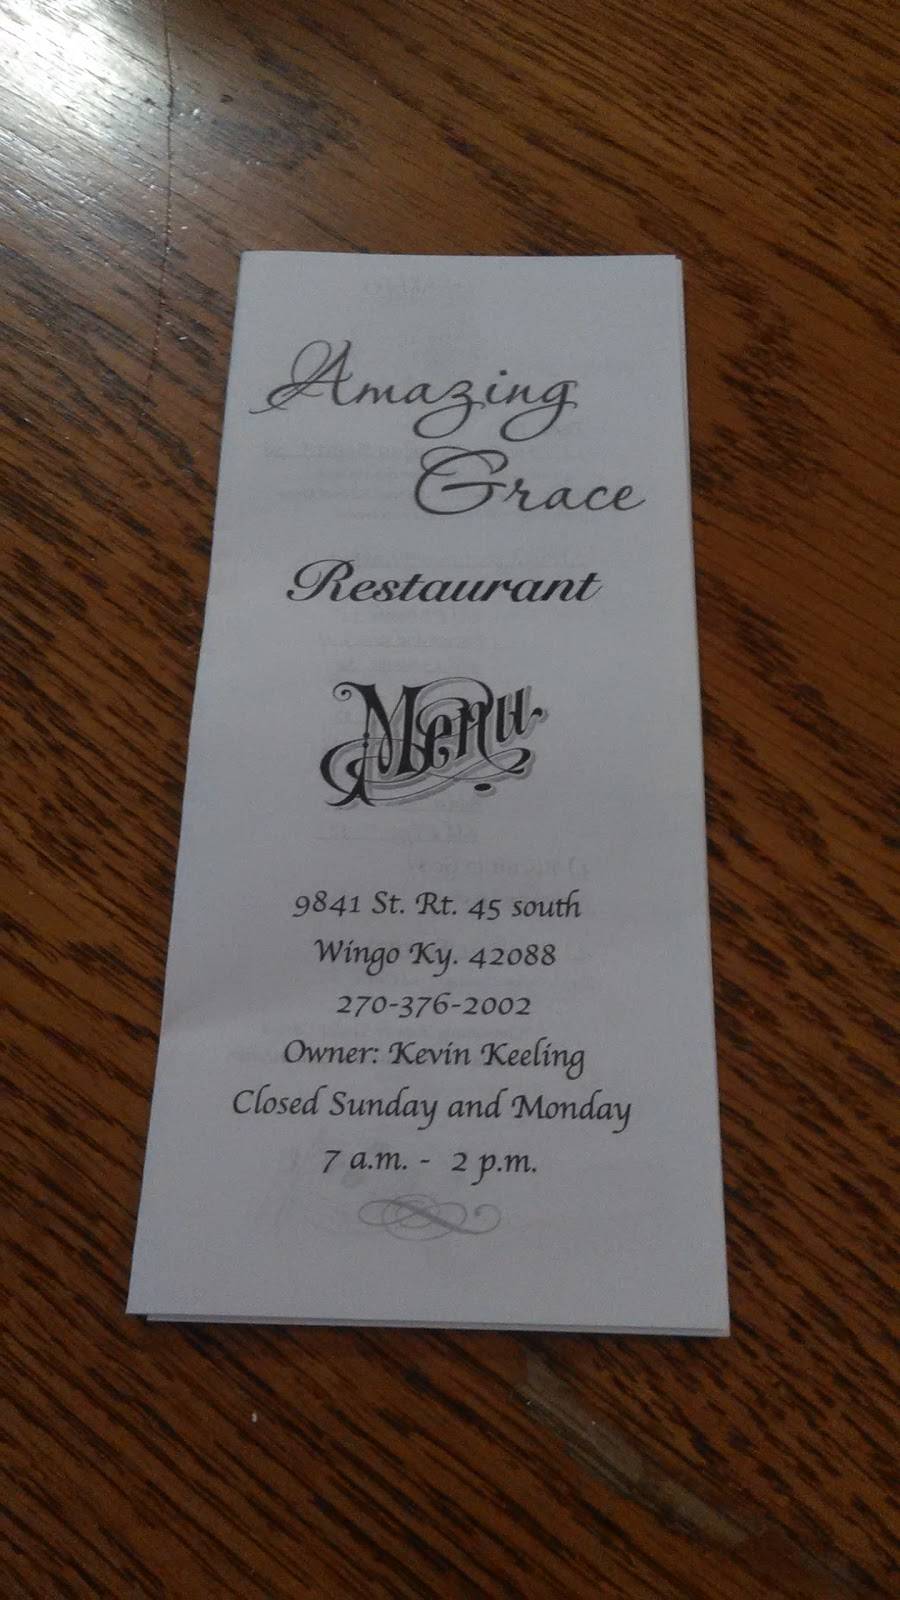 Amazing
Grace
Restaurant
Menu
9841 St. Rt. 45 south
Wingo Ky. 42088
270-376-2002
Owner: Kevin Keeling
Closed Sunday and Monday
7 a.m. - 2 p.m.